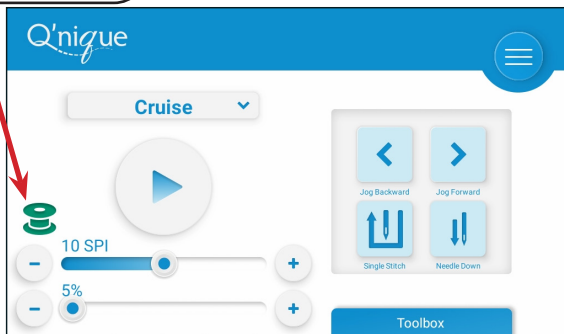 Q'nique
Cruise
Jog Backward
Jog Forward
10 SPI
Single Stitch
Needle Down
5%
Toolbox